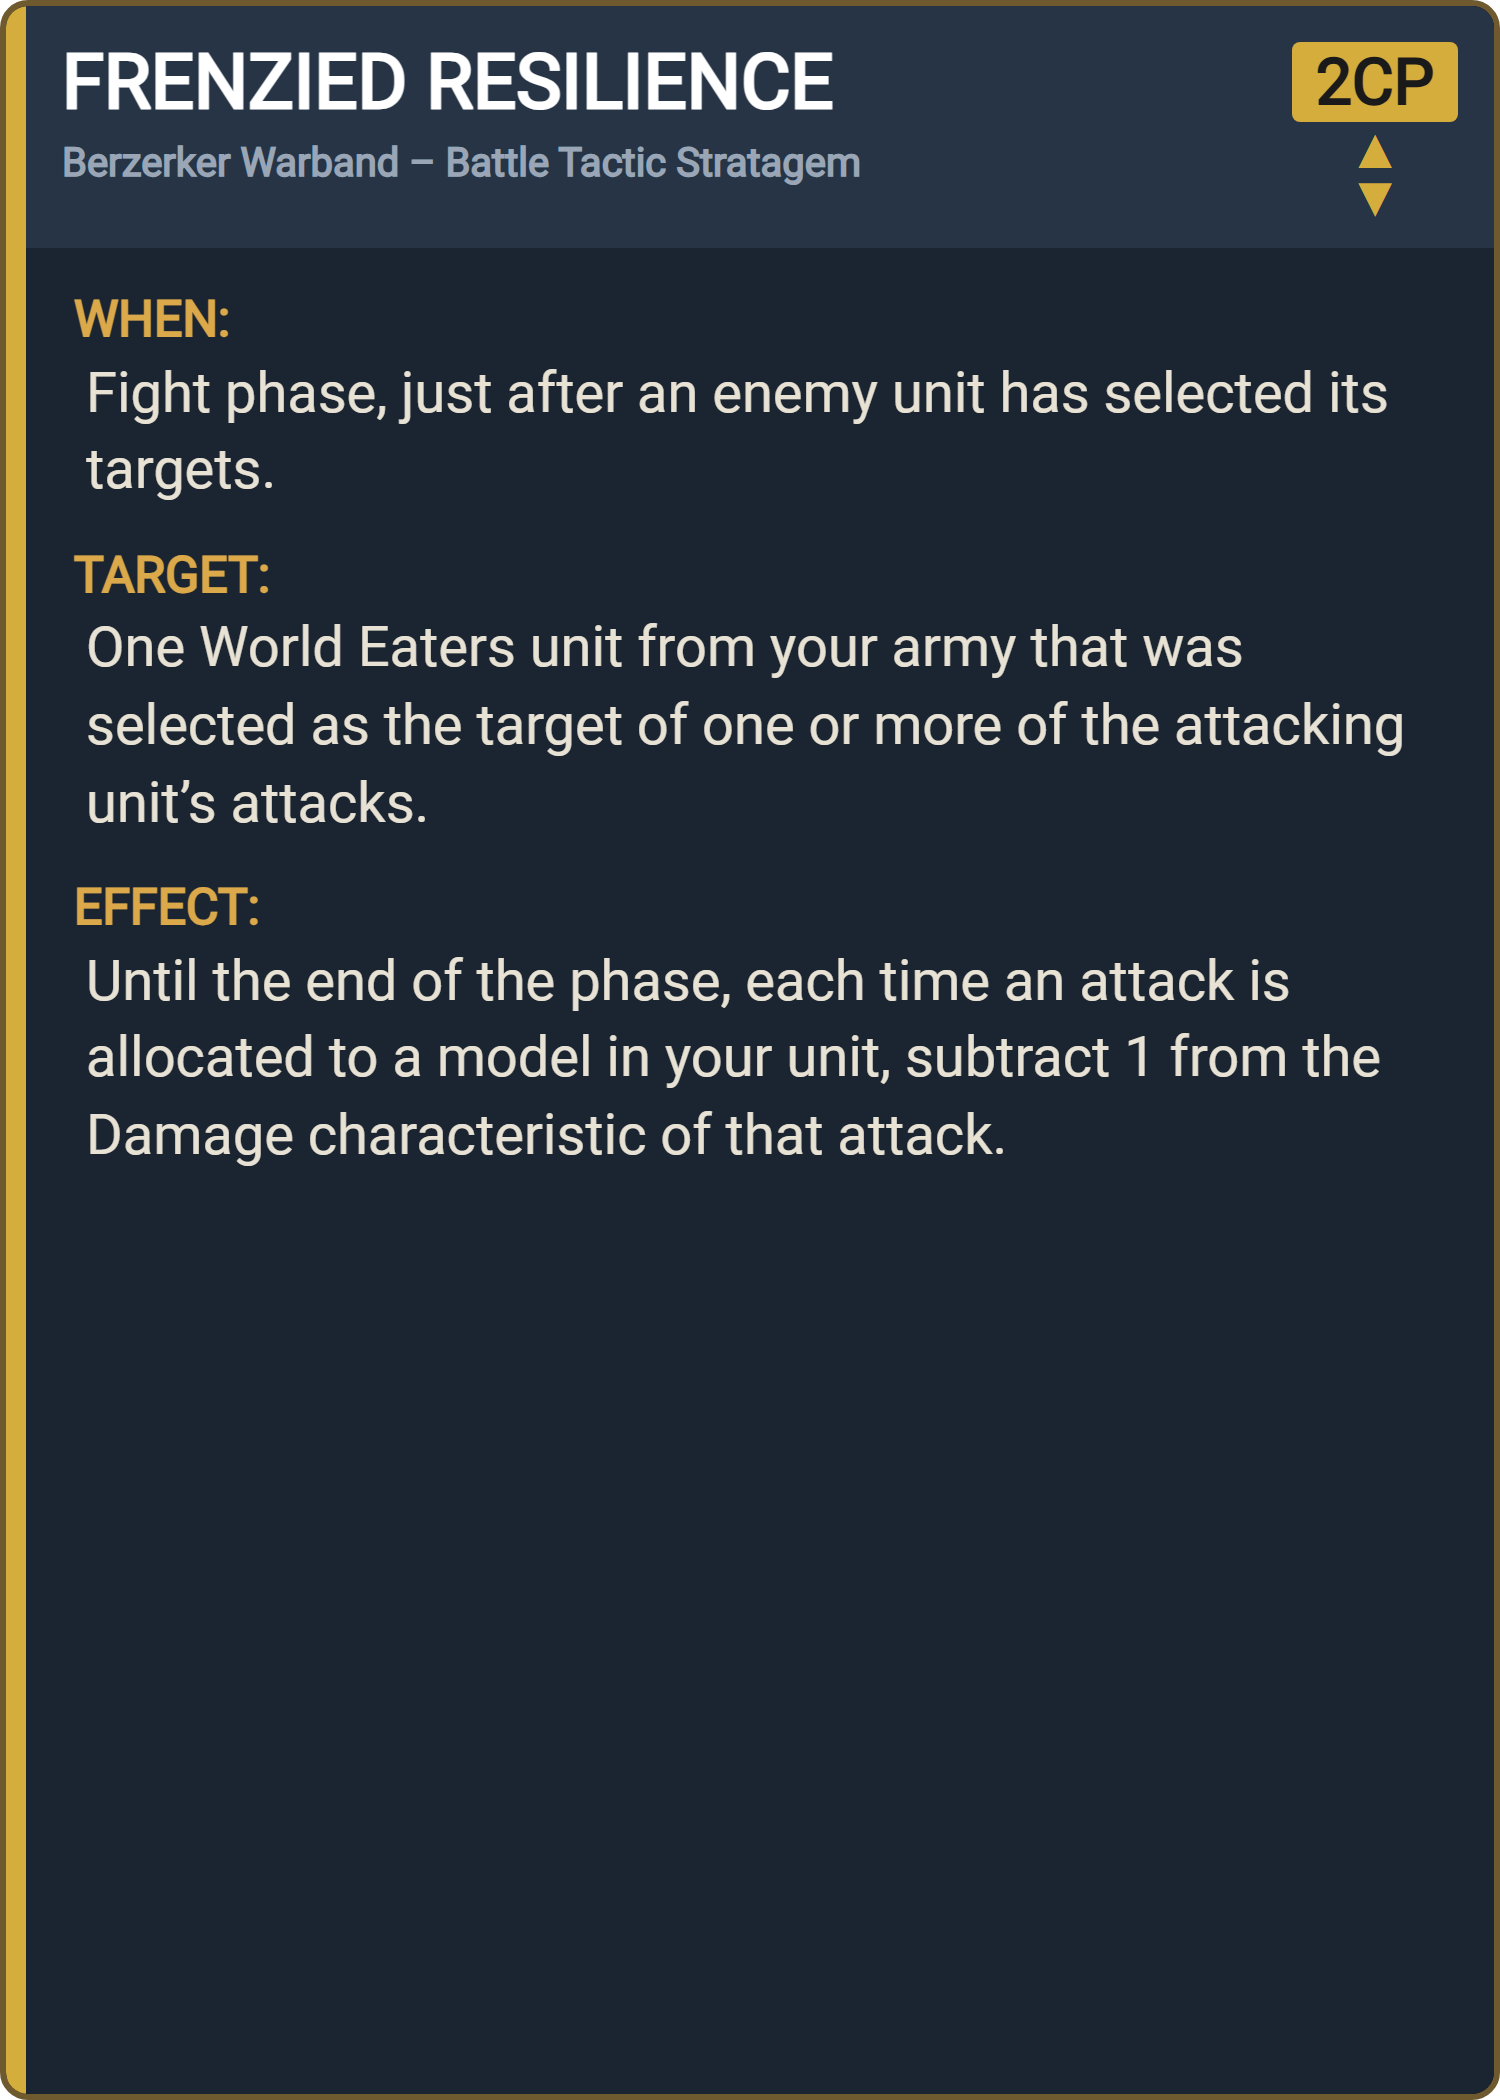 FRENZIED RESILIENCE
2CP
Berzerker Warband – Battle Tactic Stratagem
WHEN:
Fight phase, just after an enemy unit has selected its
targets.
TARGET:
One World Eaters unit from your army that was
selected as the target of one or more of the attacking
unit’s attacks.
EFFECT:
Until the end of the phase, each time an attack is
allocated to a model in your unit, subtract 1 from the
Damage characteristic of that attack.